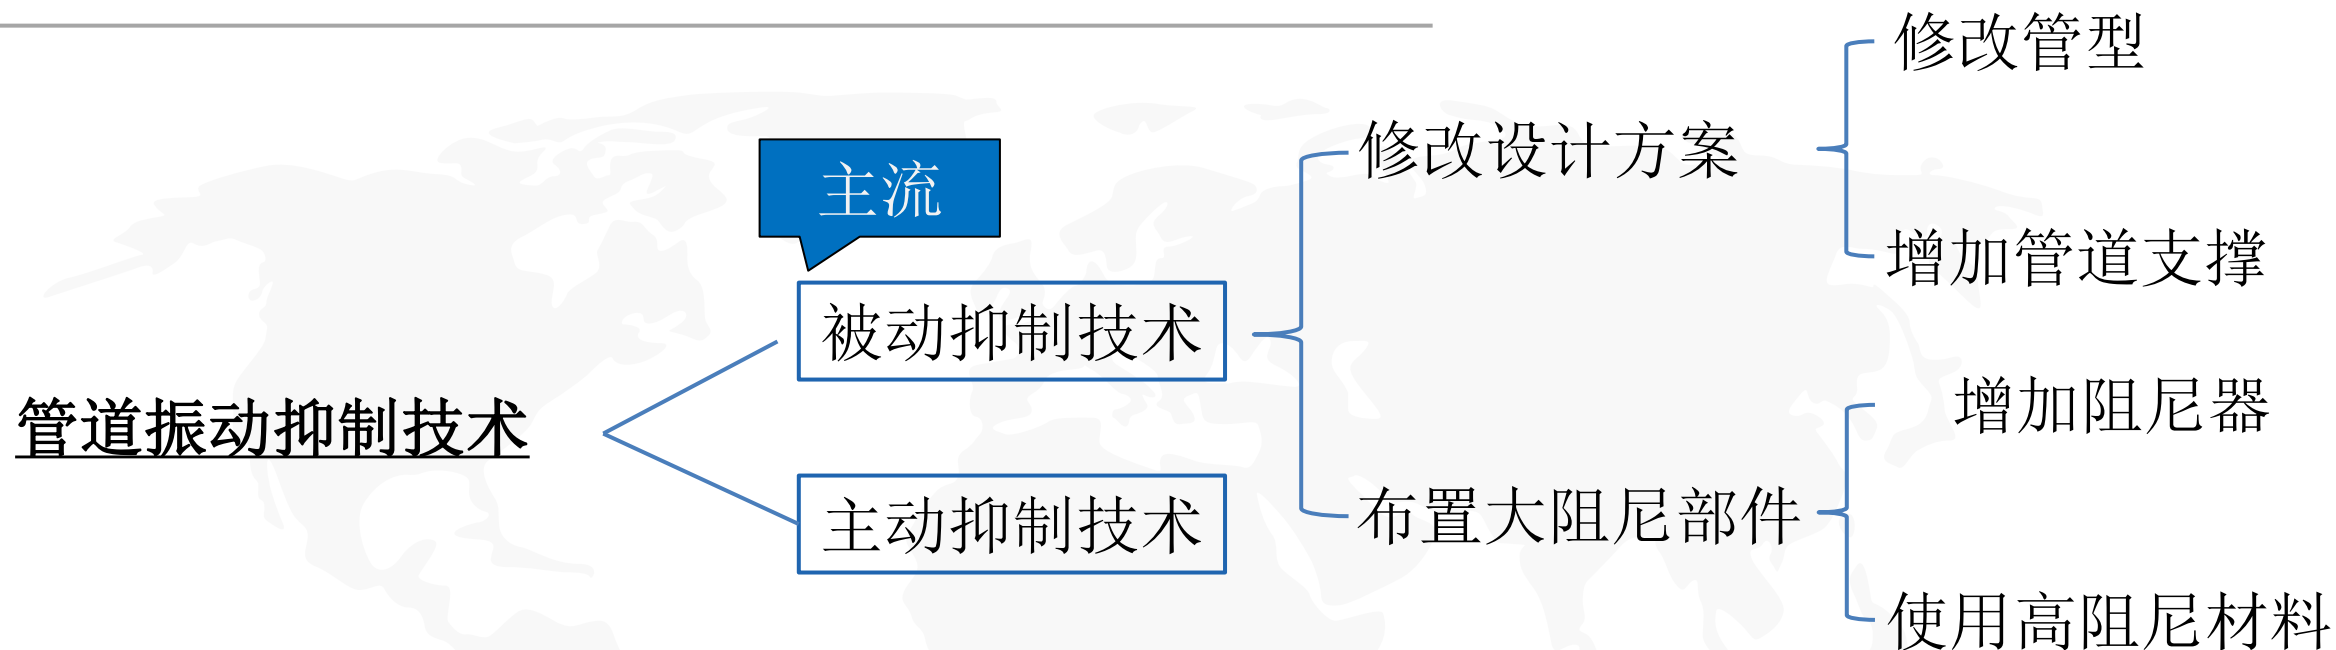 修改管型
修改设计方案
主流
增加管道支撑
被动抑制技术
增加阻尼器
管道振动抑制技术
布置大阻尼部件
主动抑制技术
使用高阻尼材料